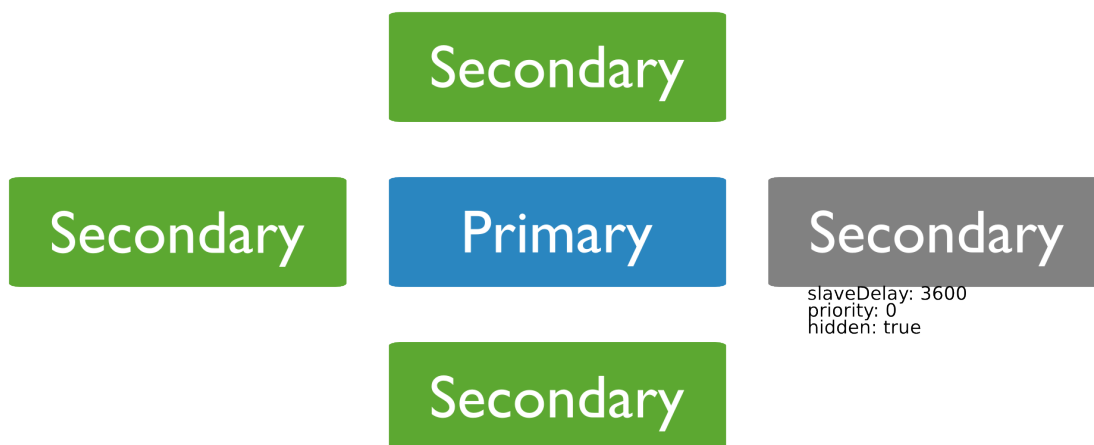 Secondary
Secondary
Primary
Secondary
slaveDelay: 3600
priority: 0
hidden: true
Secondary